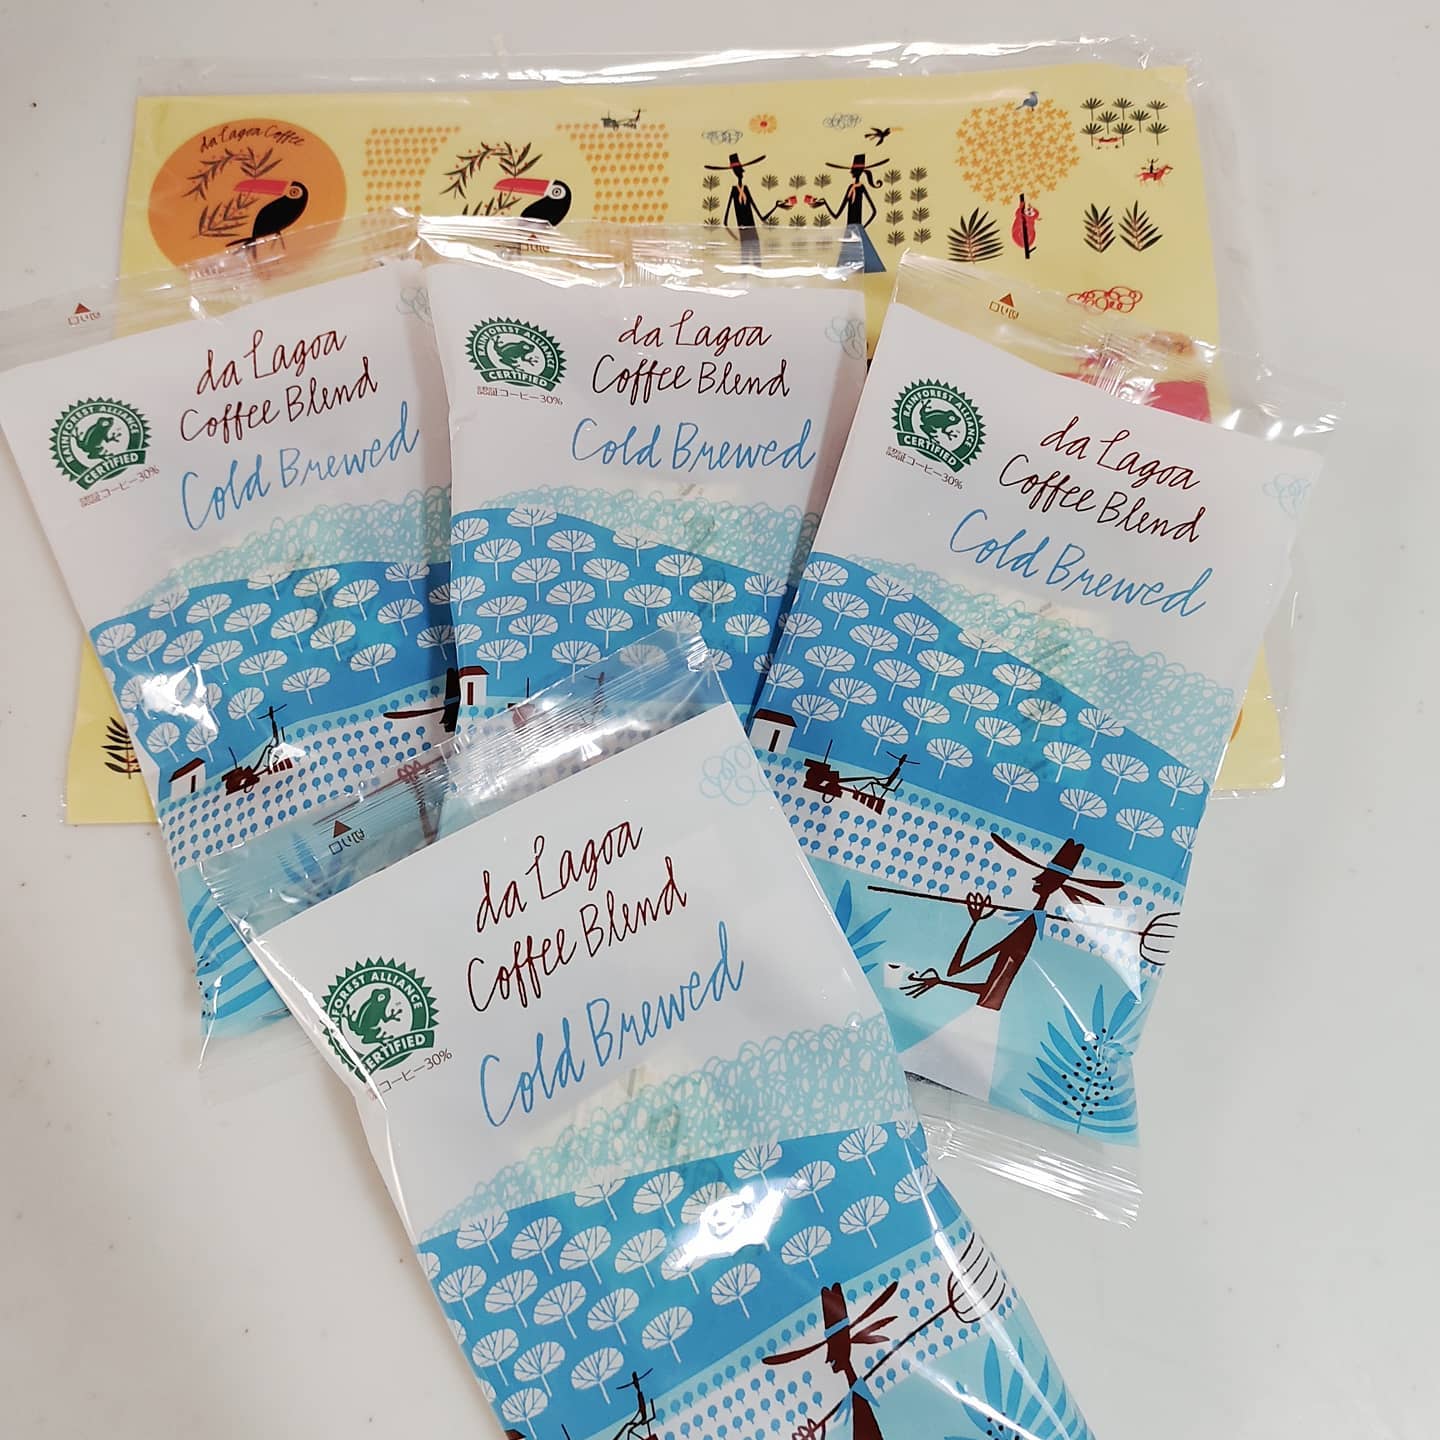 da Lagoa Coffee
口い切
da Lagoa
Coffee Blend
Cold Brewed
RAINFOREST ALLIANCE
CERTIFIED
認証コーヒー30%
da Lagoa
Coffee Blend
Cold Brewed
RAINFOREST ALLIANCE
CERTIFIED
認証コーヒー30%
da Lagoa
Coffee Blend
Cold Brewed
RAINFOREST ALLIANCE
CERTIFIED
認証コーヒー30%
da Lagoa
Coffee Blend
Cold Brewed
RAINFOREST ALLIANCE
CERTIFIED
コーヒー30%